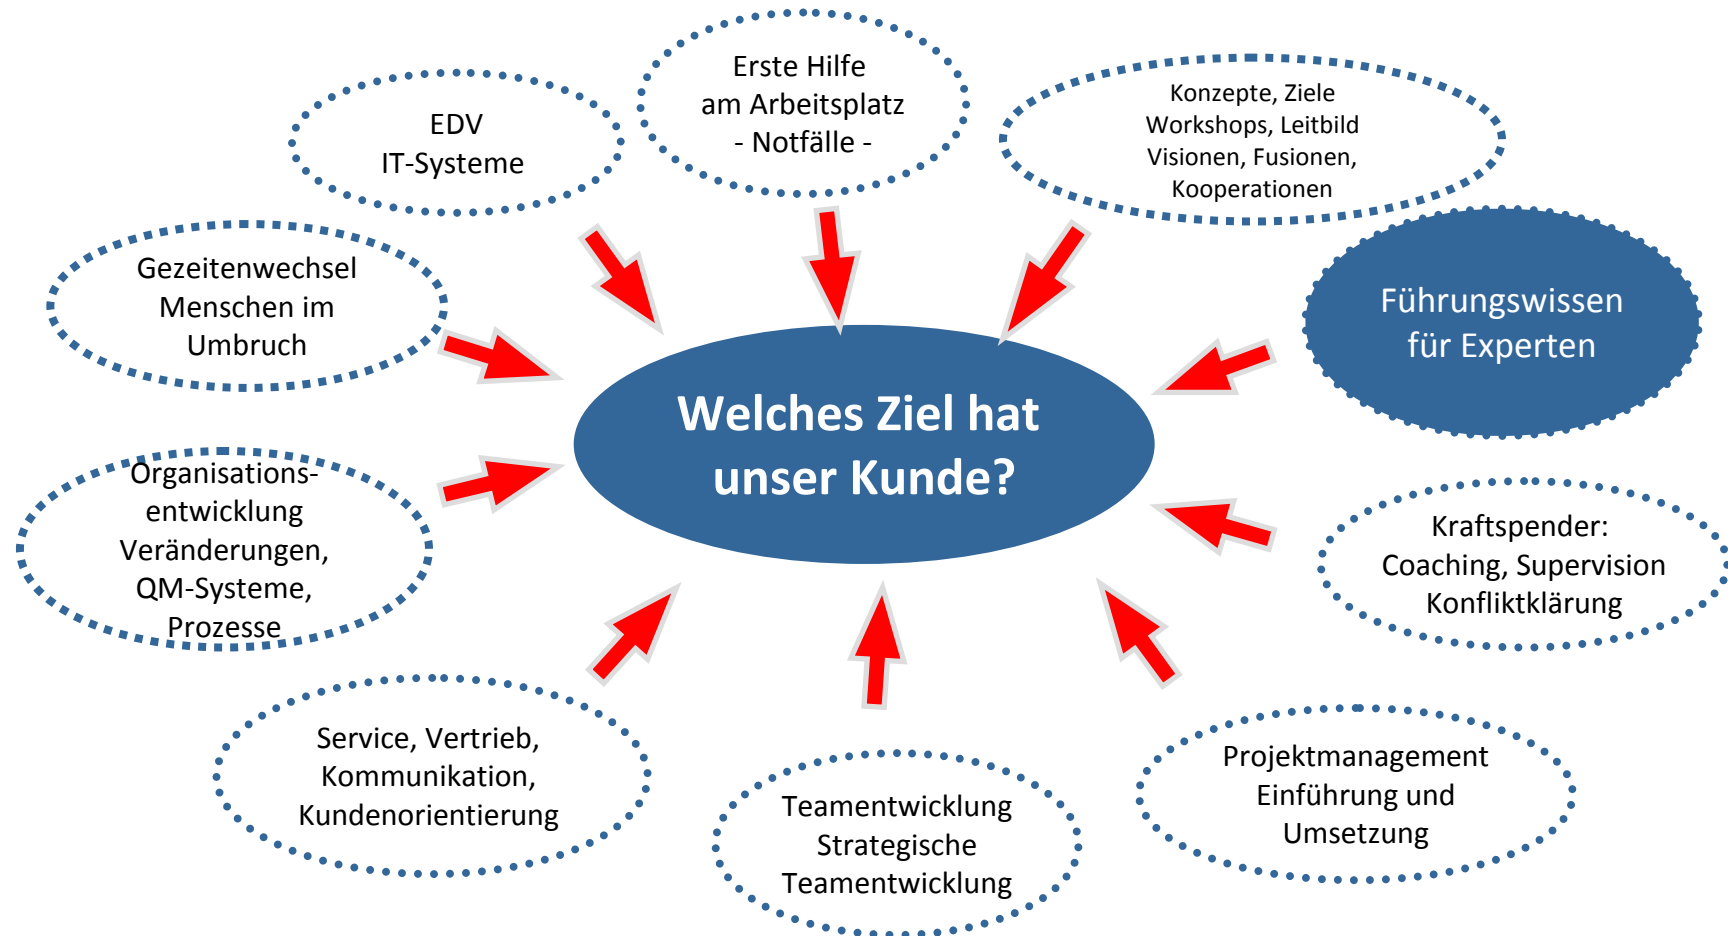 Erste Hilfe
am Arbeitsplatz
- Notfälle -
Konzepte, Ziele
Workshops, Leitbild
Visionen, Fusionen,
Kooperationen
EDV
IT-Systeme
Gezeitenwechsel
Menschen im
Umbruch
Führungswissen
für Experten
Welches Ziel hat
unser Kunde?
Organisations-
entwicklung
Veränderungen,
QM-Systeme,
Prozesse
Kraftspender:
Coaching, Supervision
Konfliktklärung
Service, Vertrieb,
Kommunikation,
Kundenorientierung
Teamentwicklung
Strategische
Teamentwicklung
Projektmanagement
Einführung und
Umsetzung